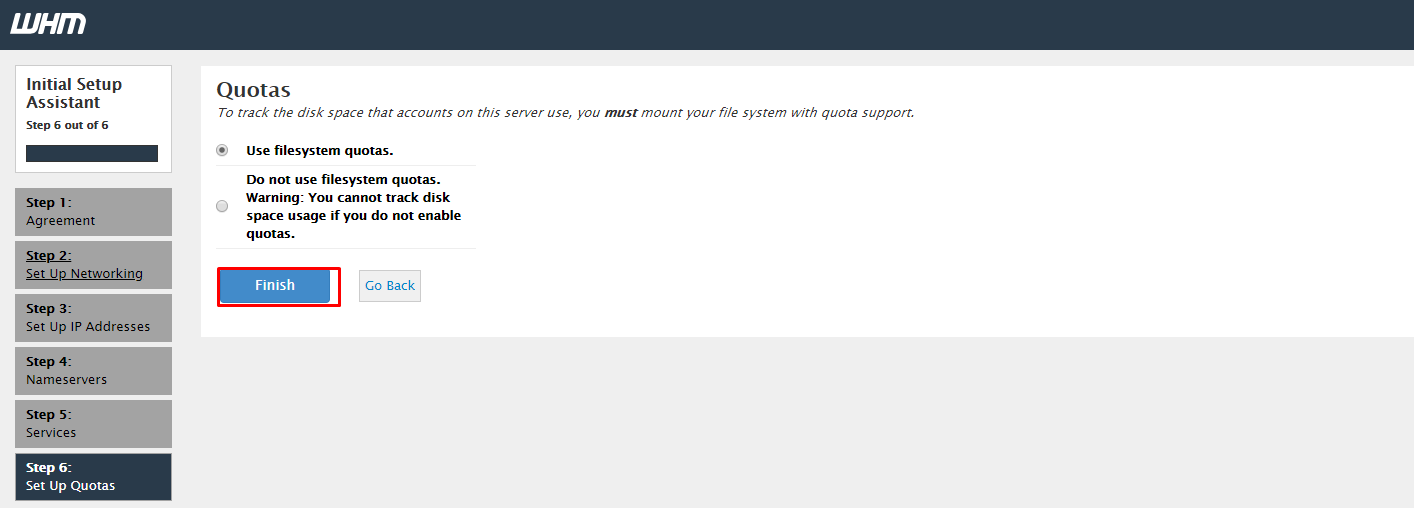 WHM
Initial Setup
Assistant
Step 6 out of 6
Step 1:
Agreement
Step 2:
Set Up Networking
Step 3:
Set Up IP Addresses
Step 4:
Nameservers
Step 5:
Services
Step 6:
Set Up Quotas
Quotas
To track the disk space that accounts on this server use, you must mount your file system with quota support.
Use filesystem quotas.
Do not use filesystem quotas.
Warning: You cannot track disk
space usage if you do not enable
quotas.
Finish
Go Back